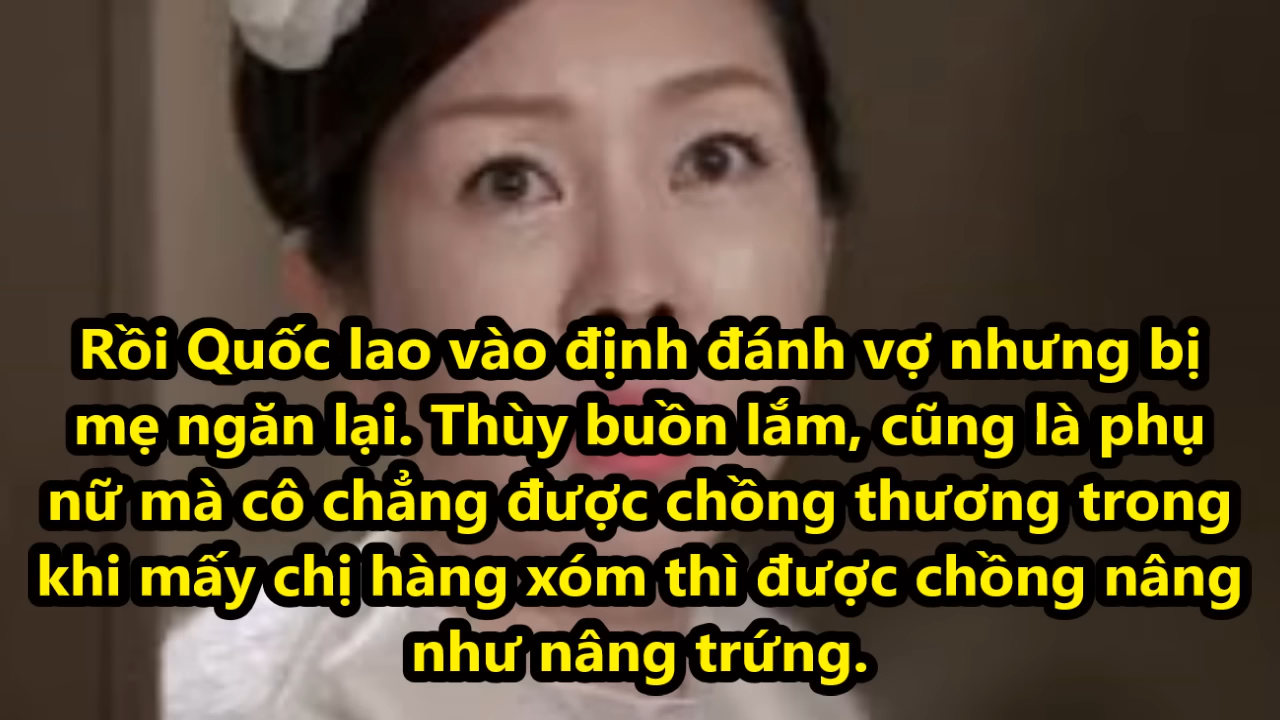 Rồi Quốc lao vào định đánh vợ nhưng bị
mẹ ngăn lại. Thùy buồn lắm, cũng là phụ
nữ mà cô chẳng được chồng thương trong
khi mấy chị hàng xóm thì được chồng nâng
như nâng trứng.